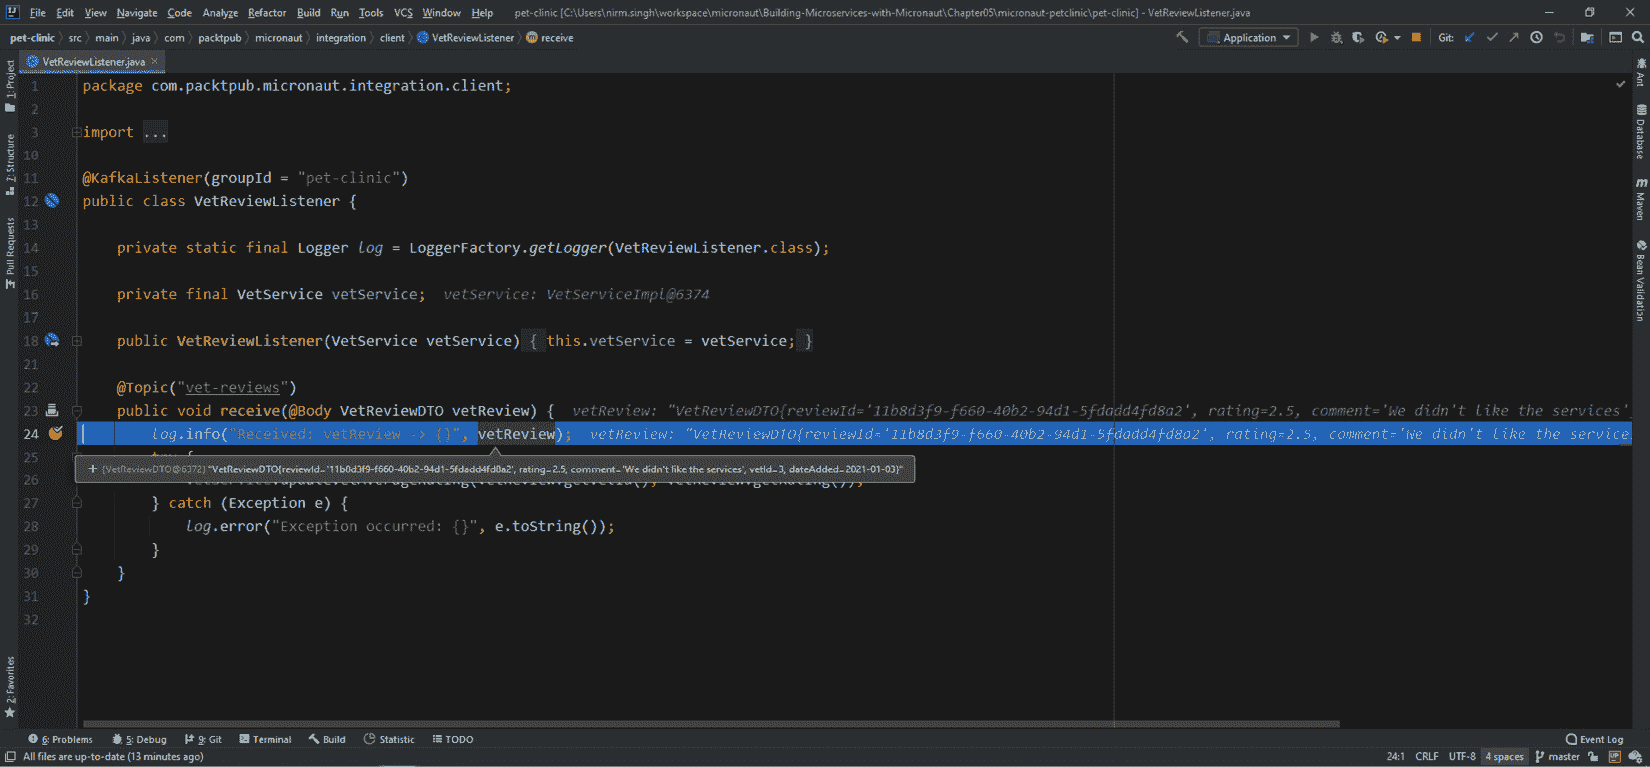 File Edit View Navigate Code Analyze Refactor Build Run Tools VCS Window Help pet-clinic [C:\Users\nirm.singh\workspace\micronaut\Building-Microservices-with-Micronaut\Chapter05\micronaut-petclinic\pet-clinic] - VetReviewListener.java
pet-clinic src main java com packtpub micronaut integration client VetReviewListener receive Application Git:
VetReviewListener.java
1: Project
7: Structure
Pull Requests
2: Favorites
Ant
Database
Maven
Bean Validation
1 package com.packtpub.micronaut.integration.client;
2
3 import ...
10
11 @KafkaListener(groupId = "pet-clinic")
12 public class VetReviewListener {
13
14 private static final Logger log = LoggerFactory.getLogger(VetReviewListener.class);
15
16 private final VetService vetService; vetService: VetServiceImpl@6374
17
18 public VetReviewListener(VetService vetService) { this.vetService = vetService; }
21
22 @Topic("vet-reviews")
23 public void receive(@Body VetReviewDTO vetReview) { vetReview: "VetReviewDTO{reviewId='11b8d3f9-f660-40b2-94d1-5fdadd4fd8a2', rating=2.5, comment='We didn't like the services',
24 log.info("Received: vetReview -> {}", vetReview); vetReview: "VetReviewDTO{reviewId='11b8d3f9-f660-40b2-94d1-5fdadd4fd8a2', rating=2.5, comment='We didn't like the service
25 try {
+ {VetReviewDTO@6372} "VetReviewDTO{reviewId='11b8d3f9-f660-40b2-94d1-5fdadd4fd8a2', rating=2.5, comment='We didn't like the services', vetId=3, dateAdded=2021-01-03}"
26
27 } catch (Exception e) {
28 log.error("Exception occurred: {}", e.toString());
29 }
30 }
31 }
32
6: Problems 5: Debug 9: Git Terminal Build Statistic TODO Event Log
All files are up-to-date (13 minutes ago) 24:1 CRLF UTF-8 4 spaces master